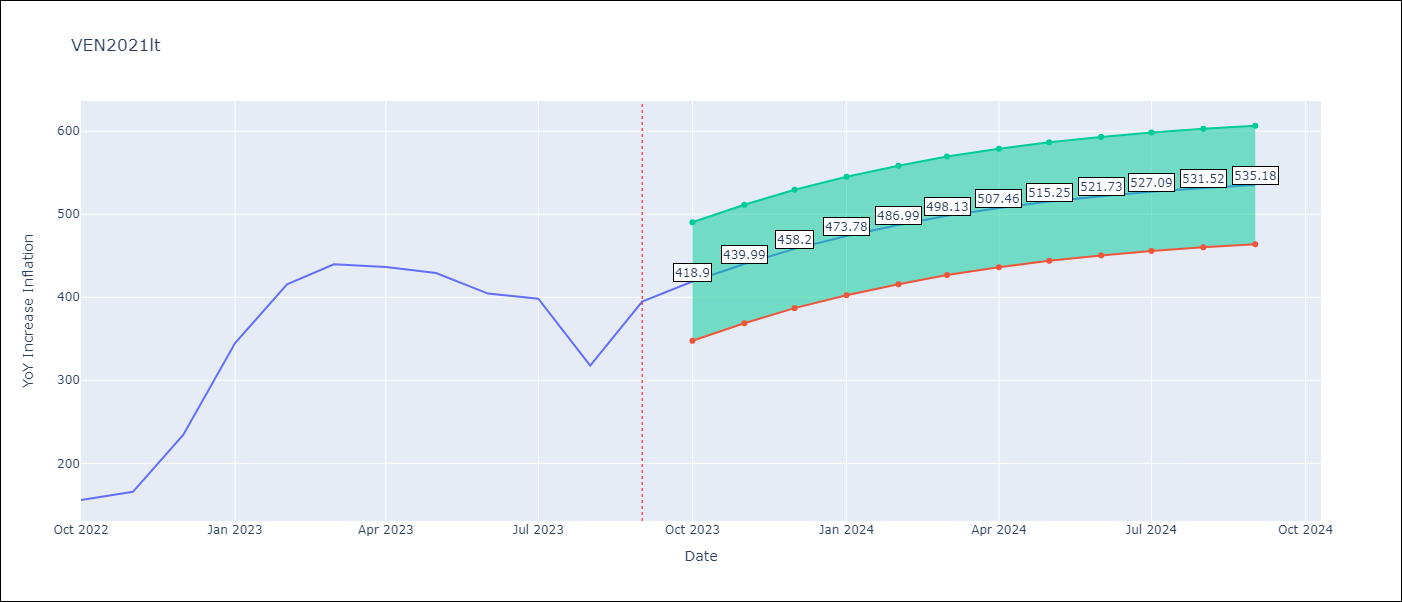 VEN2021lt
YoY Increase Inflation
600
500
400
300
200
418.9
439.99
458.2
473.78
486.99
498.13
507.46
515.25
521.73
527.09
531.52
535.18
Oct 2022
Jan 2023
Apr 2023
Jul 2023
Oct 2023
Jan 2024
Apr 2024
Jul 2024
Oct 2024
Date